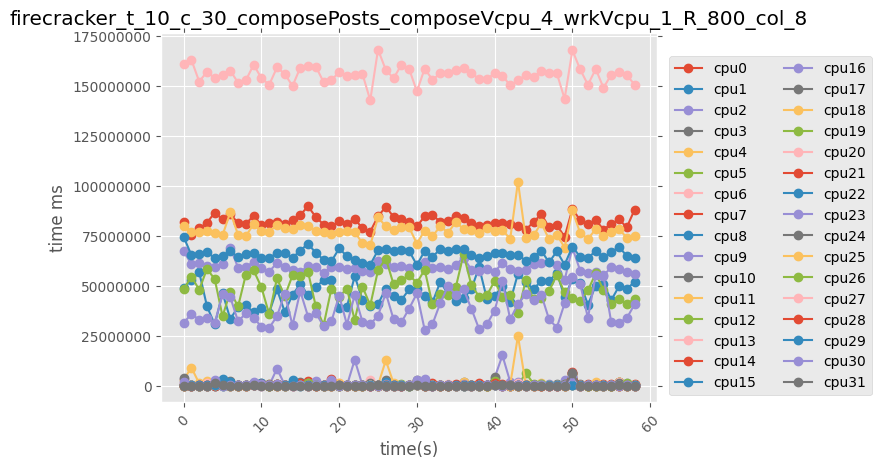 firecracker_t_10_c_30_composePosts_composeVcpu_4_wrkVcpu_1_R_800_col_8
175000000
150000000
125000000
100000000
75000000
50000000
25000000
0
time ms
0 10 20 30 40 50 60
time(s)
cpu0 cpu16
cpu1 cpu17
cpu2 cpu18
cpu3 cpu19
cpu4 cpu20
cpu5 cpu21
cpu6 cpu22
cpu7 cpu23
cpu8 cpu24
cpu9 cpu25
cpu10 cpu26
cpu11 cpu27
cpu12 cpu28
cpu13 cpu29
cpu14 cpu30
cpu15 cpu31